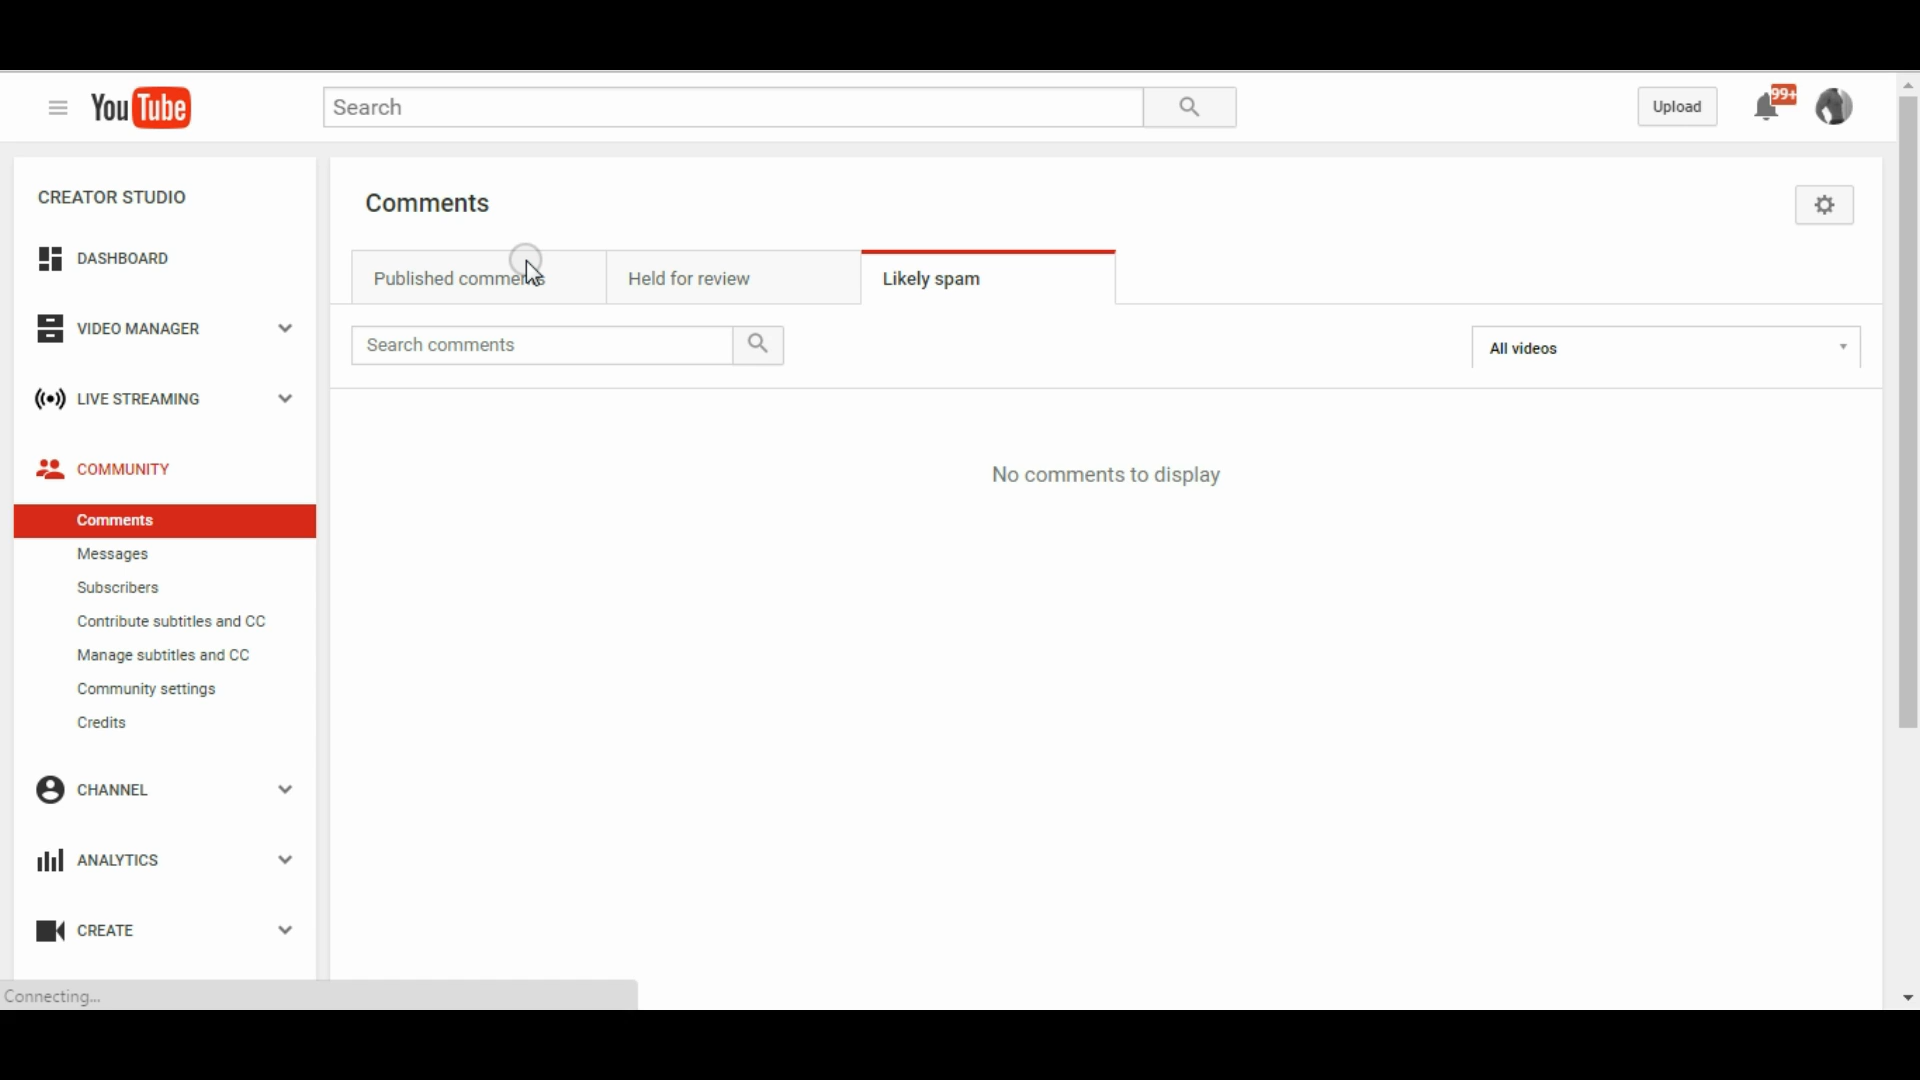 YouTube
Search
Upload
99+
CREATOR STUDIO
DASHBOARD
VIDEO MANAGER
LIVE STREAMING
COMMUNITY
Comments
Messages
Subscribers
Contribute subtitles and CC
Manage subtitles and CC
Community settings
Credits
CHANNEL
ANALYTICS
CREATE
Comments
Published comments
Held for review
Likely spam
Search comments
All videos
No comments to display
Connecting...